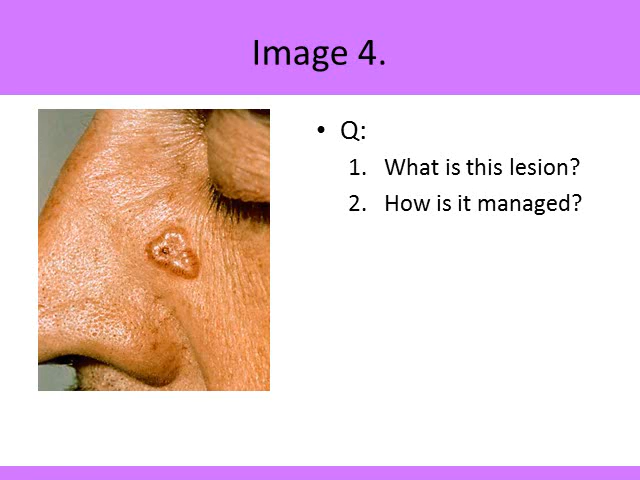 Image 4.
• Q:
1. What is this lesion?
2. How is it managed?